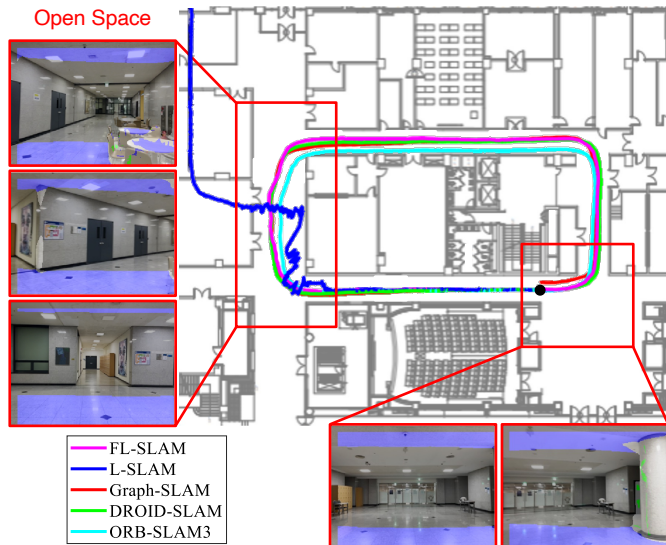 Open Space
FL-SLAM
L-SLAM
Graph-SLAM
DROID-SLAM
ORB-SLAM3